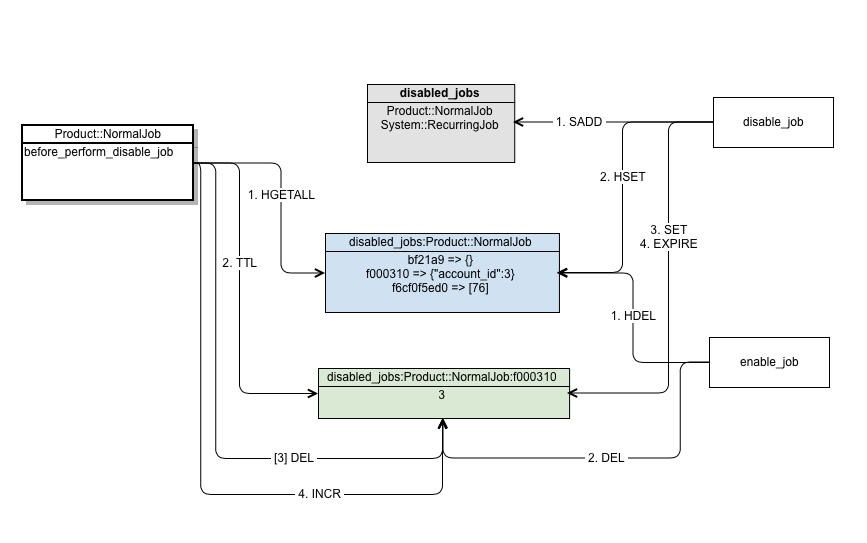 disabled_jobs
Product::NormalJob
System::RecurringJob
1. SADD
disable_job
Product::NormalJob
before_perform_disable_job
1. HGETALL
2. HSET
3. SET
4. EXPIRE
2. TTL
disabled_jobs:Product::NormalJob
bf21a9 => {}
f000310 => {"account_id":3}
f6cf0f5ed0 => [76]
1. HDEL
enable_job
disabled_jobs:Product::NormalJob:f000310
3
[3] DEL
2. DEL
4. INCR